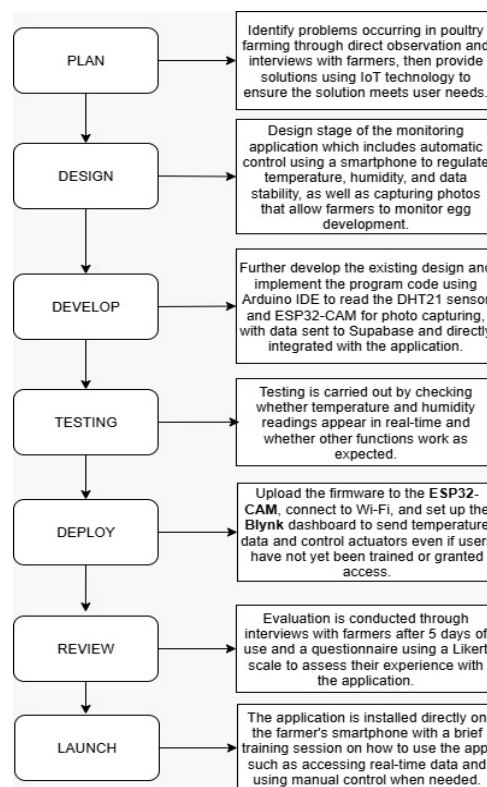 PLAN
Identify problems occurring in poultry
farming through direct observation and
interviews with farmers, then provide
solutions using IoT technology to
ensure the solution meets user needs.
DESIGN
Design stage of the monitoring
application which includes automatic
control using a smartphone to regulate
temperature, humidity, and data
stability, as well as capturing photos
that allow farmers to monitor egg
development.
DEVELOP
Further develop the existing design and
implement the program code using
Arduino IDE to read the DHT21 sensor
and ESP32-CAM for photo capturing,
with data sent to Supabase and directly
integrated with the application.
TESTING
Testing is carried out by checking
whether temperature and humidity
readings appear in real-time and
whether other functions work as
expected.
DEPLOY
Upload the firmware to the ESP32-
CAM, connect to Wi-Fi, and set up the
Blynk dashboard to send temperature
data and control actuators even if users
have not yet been trained or granted
access.
REVIEW
Evaluation is conducted through
interviews with farmers after 5 days of
use and a questionnaire using a Likert
scale to assess their experience with
the application.
LAUNCH
The application is installed directly on
the farmer's smartphone with a brief
training session on how to use the app,
such as accessing real-time data and
using manual control when needed.